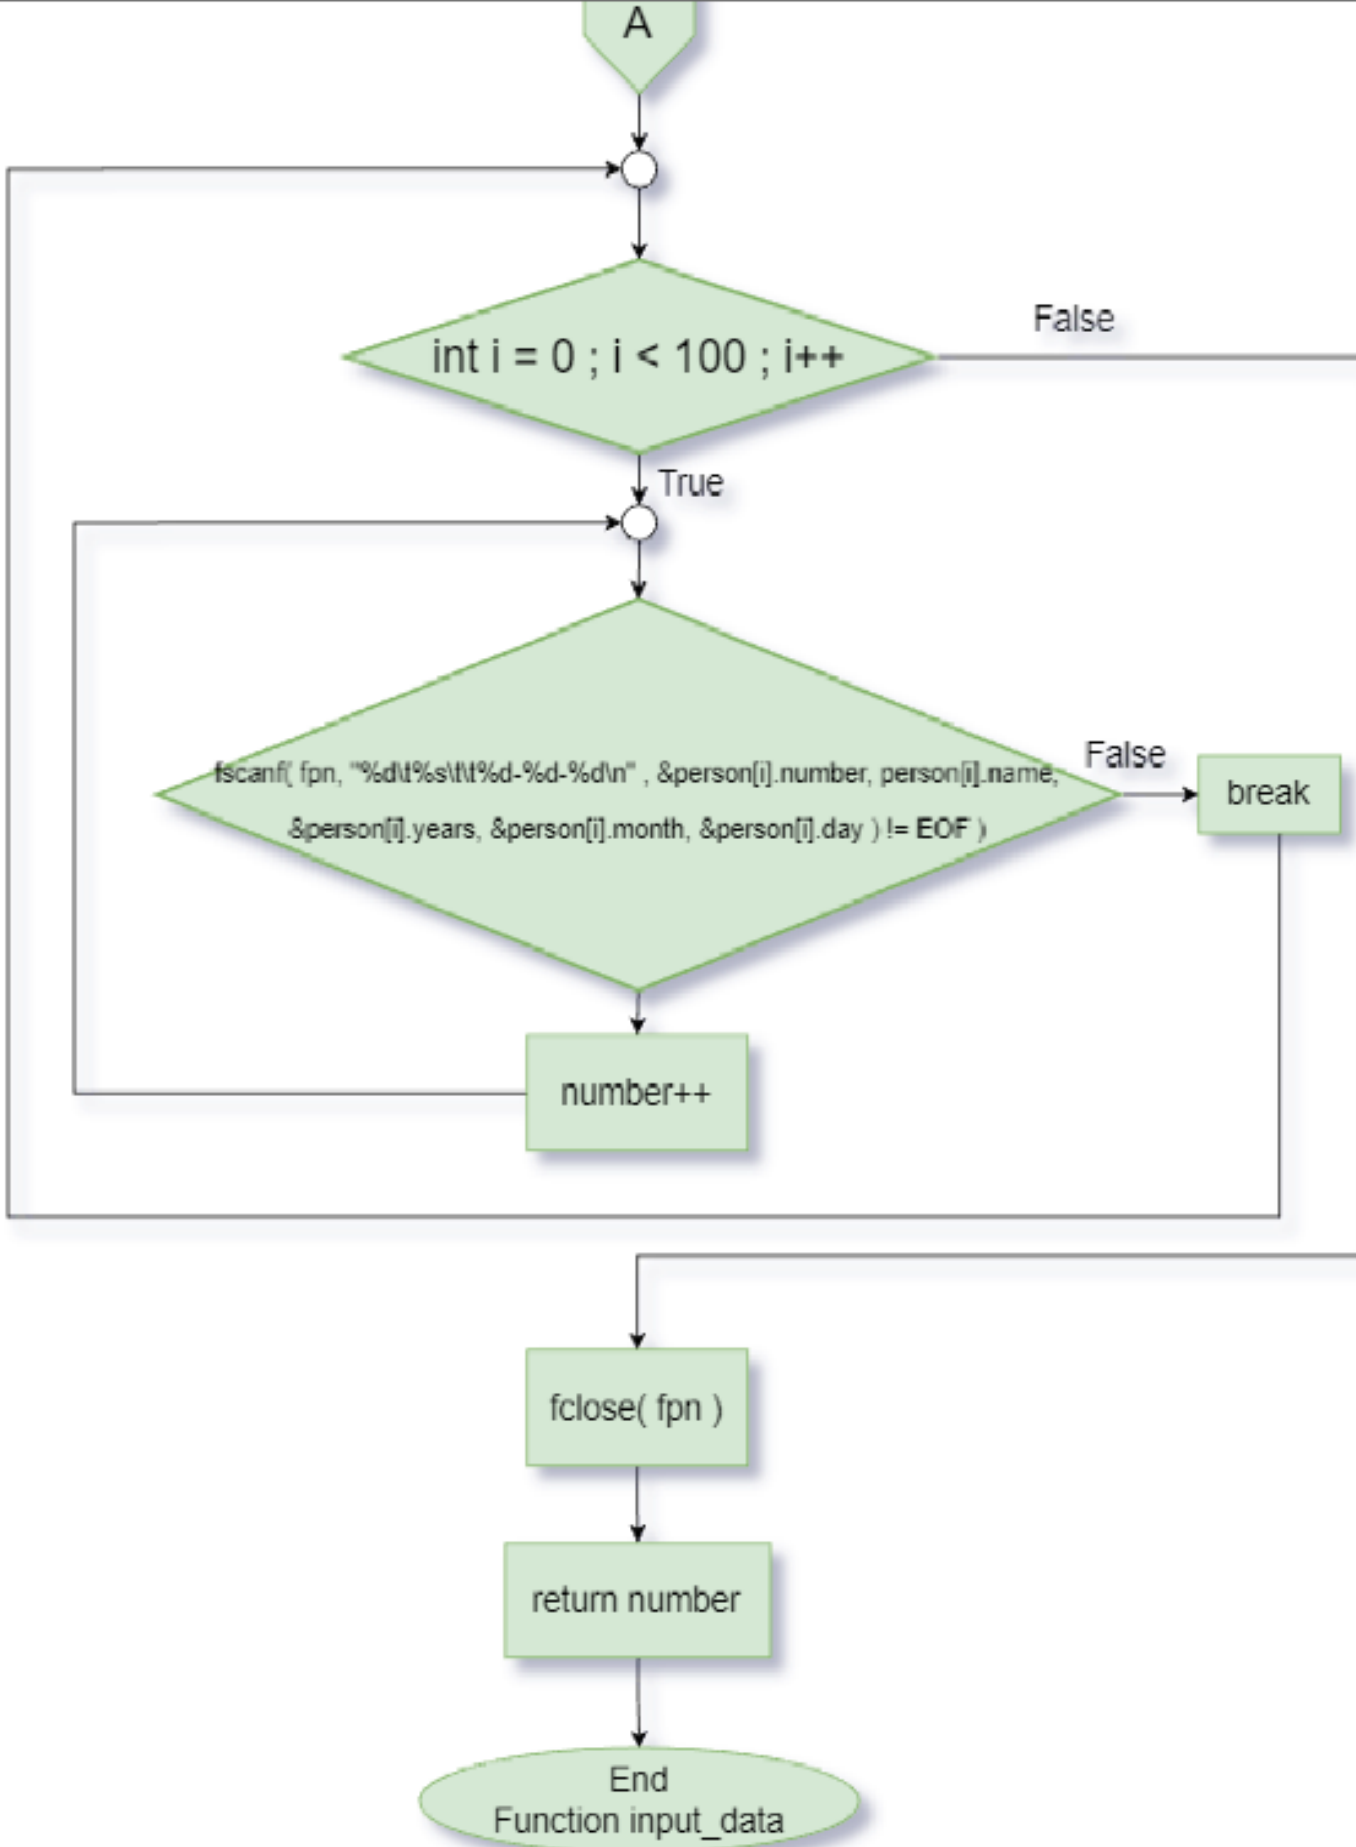 A
int i = 0 ; i < 100 ; i++
False
True
fscanf( fpn, "%d\t%s\t\t%d-%d-%d\n" , &person[i].number, person[i].name,
&person[i].years, &person[i].month, &person[i].day ) != EOF )
False
break
number++
fclose( fpn )
return number
End
Function input_data